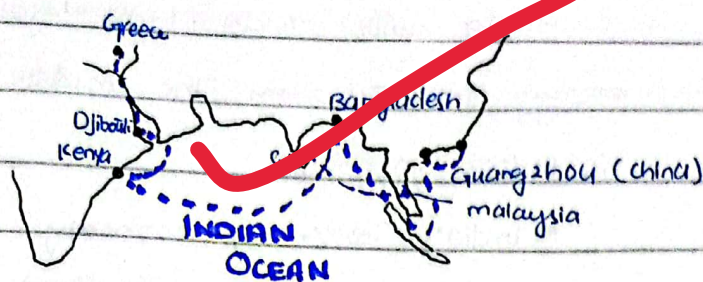 Greece
Djibouti
Kenya
Bangladesh
Guangzhou (China)
malaysia
INDIAN
OCEAN